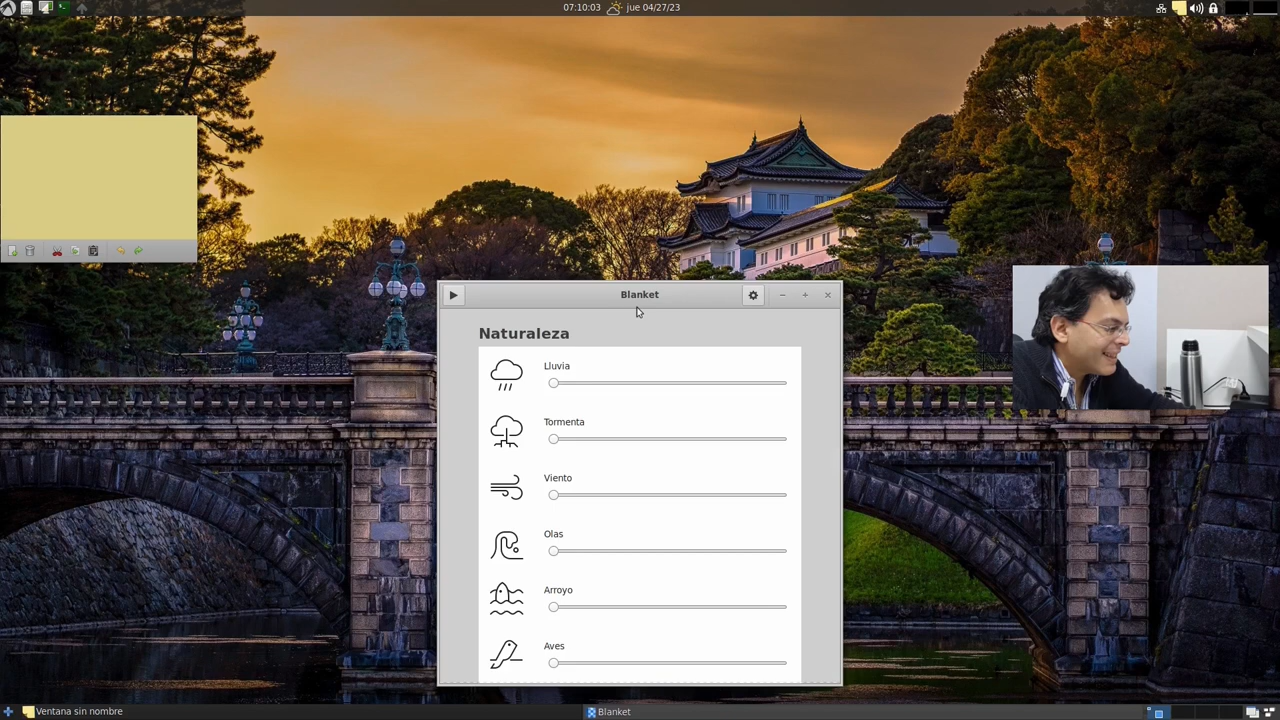 07:10:03 jue 04/27/23
Blanket
Naturaleza
Lluvia
Tormenta
Viento
Olas
Arroyo
Aves
Ventana sin nombre
Blanket